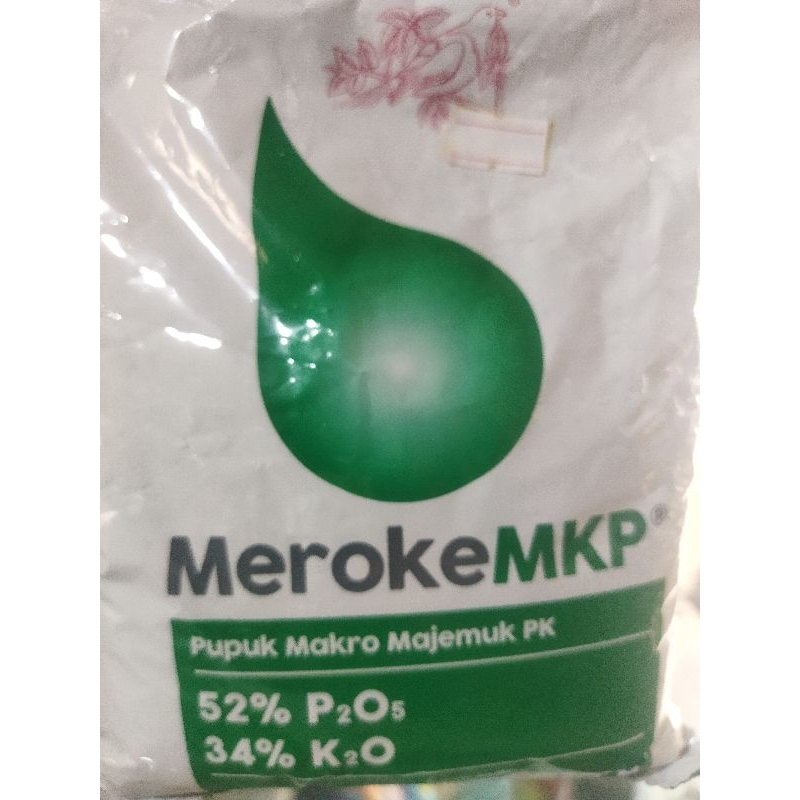 MerokeMKP®
Pupuk Makro Majemuk PK
52% P₂O₅
34% K₂O